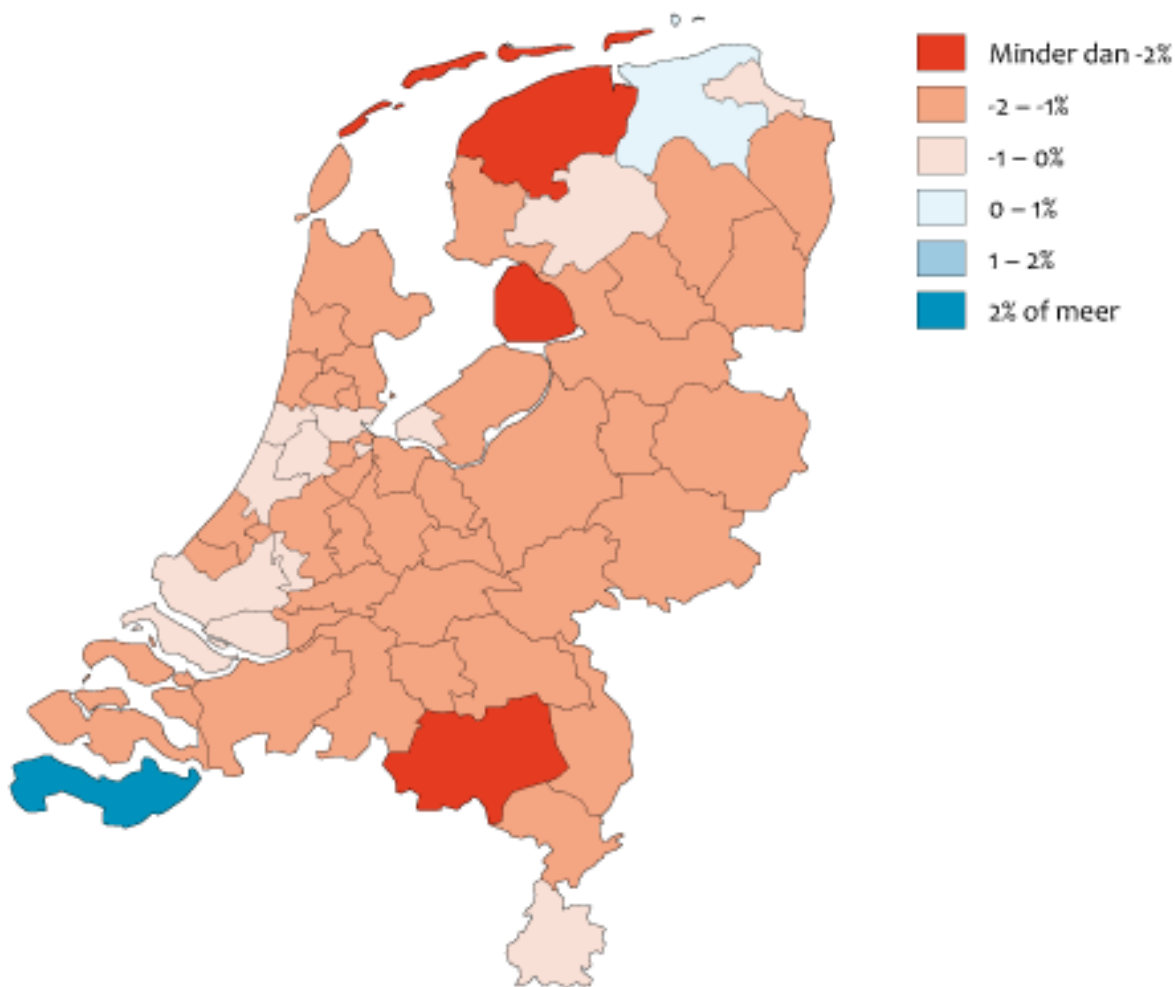 Minder dan -2%
-2 – -1%
-1 – 0%
0 – 1%
1 – 2%
2% of meer